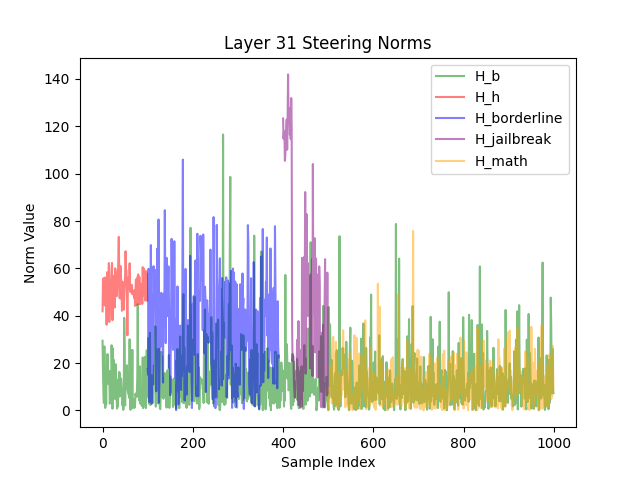 Layer 31 Steering Norms
Norm Value
140
120
100
80
60
40
20
0
0 200 400 600 800 1000
Sample Index
H_b
H_h
H_borderline
H_jailbreak
H_math